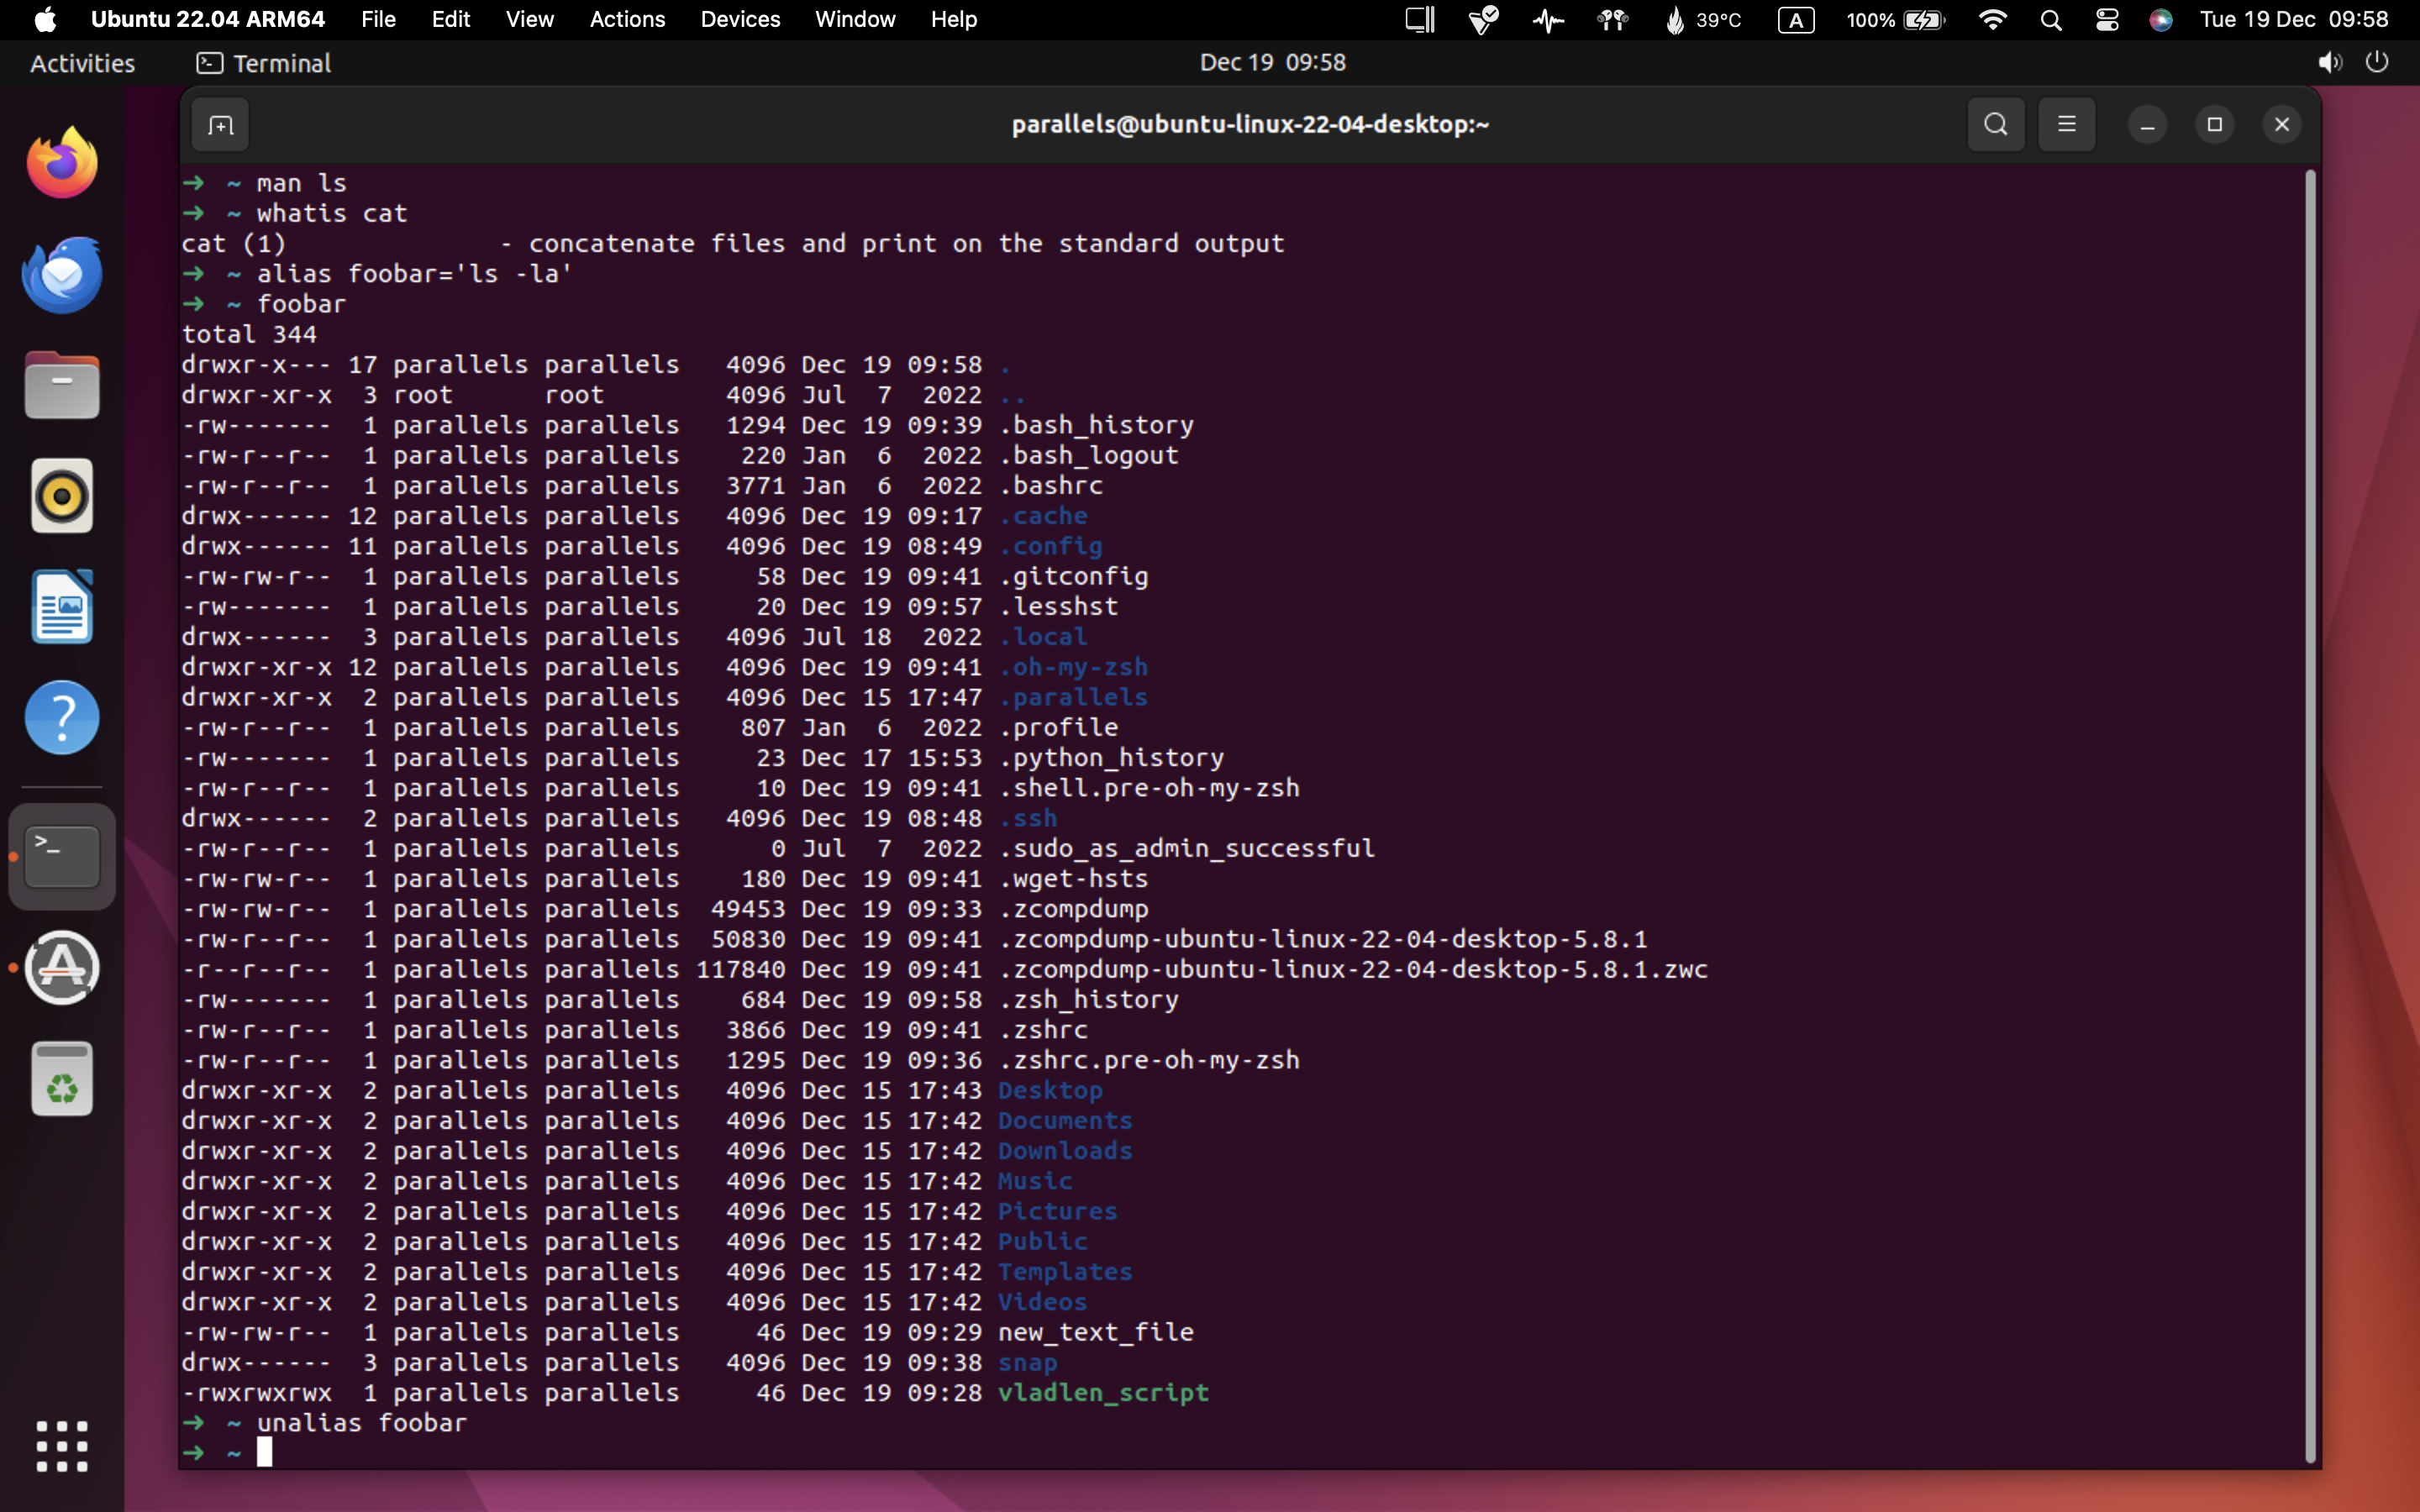 Ubuntu 22.04 ARM64 File Edit View Actions Devices Window Help 39°C A 100% Tue 19 Dec 09:58
Activities Terminal Dec 19 09:58
parallels@ubuntu-linux-22-04-desktop:~
→ ~ man ls
→ ~ whatis cat
cat (1)              - concatenate files and print on the standard output
→ ~ alias foobar='ls -la'
→ ~ foobar
total 344
drwxr-x--- 17 parallels parallels   4096 Dec 19 09:58 .
drwxr-xr-x  3 root      root        4096 Jul  7  2022 ..
-rw-------  1 parallels parallels   1294 Dec 19 09:39 .bash_history
-rw-r--r--  1 parallels parallels    220 Jan  6  2022 .bash_logout
-rw-r--r--  1 parallels parallels   3771 Jan  6  2022 .bashrc
drwx------ 12 parallels parallels   4096 Dec 19 09:17 .cache
drwx------ 11 parallels parallels   4096 Dec 19 08:49 .config
-rw-rw-r--  1 parallels parallels     58 Dec 19 09:41 .gitconfig
-rw-------  1 parallels parallels     20 Dec 19 09:57 .lesshst
drwx------  3 parallels parallels   4096 Jul 18  2022 .local
drwxr-xr-x 12 parallels parallels   4096 Dec 19 09:41 .oh-my-zsh
drwxr-xr-x  2 parallels parallels   4096 Dec 15 17:47 .parallels
-rw-r--r--  1 parallels parallels    807 Jan  6  2022 .profile
-rw-------  1 parallels parallels     23 Dec 17 15:53 .python_history
-rw-r--r--  1 parallels parallels     10 Dec 19 09:41 .shell.pre-oh-my-zsh
drwx------  2 parallels parallels   4096 Dec 19 08:48 .ssh
-rw-r--r--  1 parallels parallels      0 Jul  7  2022 .sudo_as_admin_successful
-rw-rw-r--  1 parallels parallels    180 Dec 19 09:41 .wget-hsts
-rw-rw-r--  1 parallels parallels  49453 Dec 19 09:33 .zcompdump
-rw-r--r--  1 parallels parallels  50830 Dec 19 09:41 .zcompdump-ubuntu-linux-22-04-desktop-5.8.1
-r--r--r--  1 parallels parallels 117840 Dec 19 09:41 .zcompdump-ubuntu-linux-22-04-desktop-5.8.1.zwc
-rw-------  1 parallels parallels    684 Dec 19 09:58 .zsh_history
-rw-r--r--  1 parallels parallels   3866 Dec 19 09:41 .zshrc
-rw-r--r--  1 parallels parallels   1295 Dec 19 09:36 .zshrc.pre-oh-my-zsh
drwxr-xr-x  2 parallels parallels   4096 Dec 15 17:43 Desktop
drwxr-xr-x  2 parallels parallels   4096 Dec 15 17:42 Documents
drwxr-xr-x  2 parallels parallels   4096 Dec 15 17:42 Downloads
drwxr-xr-x  2 parallels parallels   4096 Dec 15 17:42 Music
drwxr-xr-x  2 parallels parallels   4096 Dec 15 17:42 Pictures
drwxr-xr-x  2 parallels parallels   4096 Dec 15 17:42 Public
drwxr-xr-x  2 parallels parallels   4096 Dec 15 17:42 Templates
drwxr-xr-x  2 parallels parallels   4096 Dec 15 17:42 Videos
-rw-rw-r--  1 parallels parallels     46 Dec 19 09:29 new_text_file
drwx------  3 parallels parallels   4096 Dec 19 09:38 snap
-rwxrwxrwx  1 parallels parallels     46 Dec 19 09:28 vladlen_script
→ ~ unalias foobar
→ ~